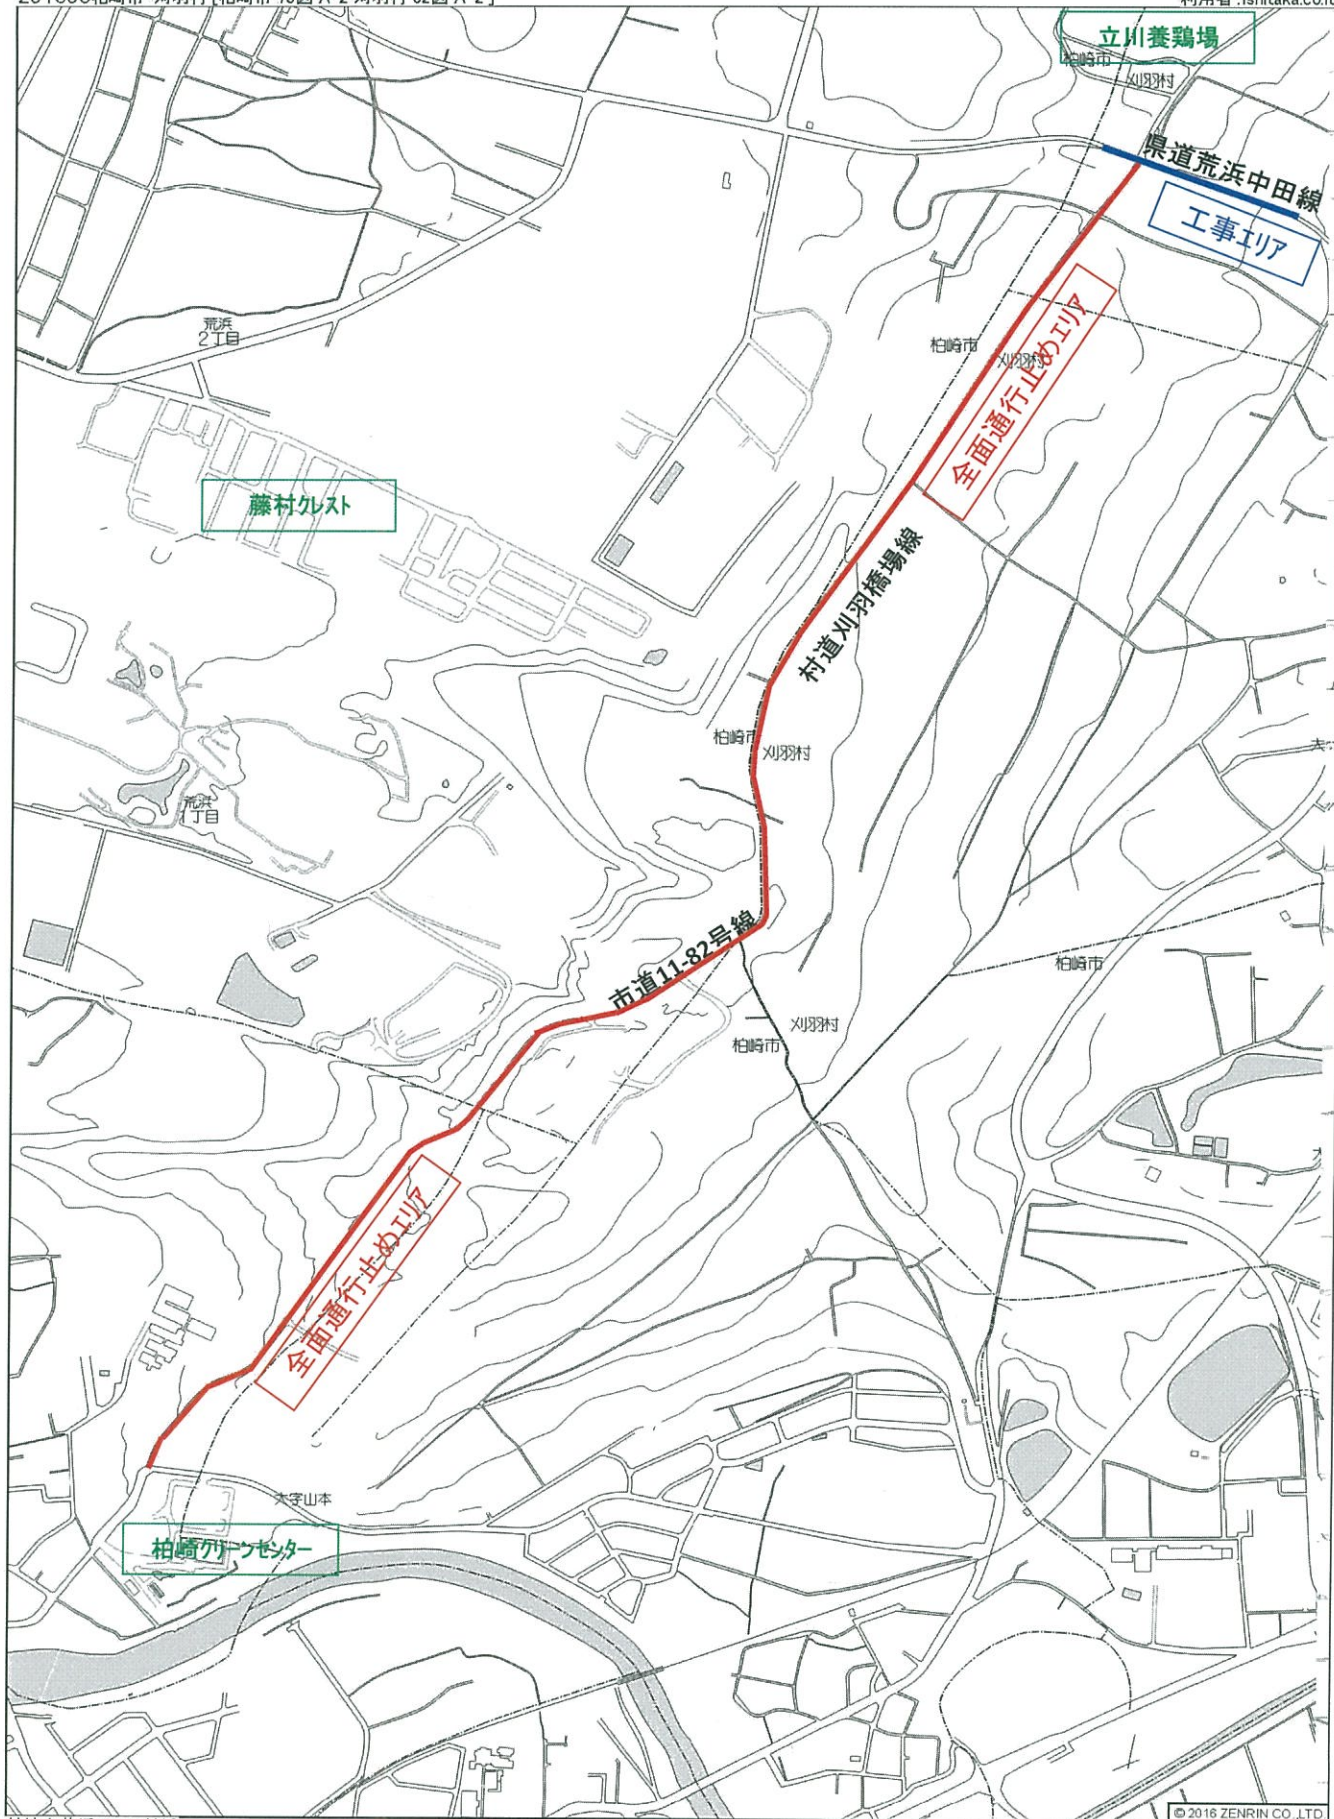 立川養鶏場
柏崎市
刈羽村
県道荒浜中田線
工事エリア
荒浜
2丁目
柏崎市
刈羽村
全面通行止めエリア
藤村クレスト
村道刈羽橋場線
柏崎市
刈羽村
荒浜
1丁目
市道11-82号線
柏崎市
刈羽村
柏崎市
全面通行止めエリア
大字山本
柏崎クリーンセンター
© 2016 ZENRIN CO.,LTD.